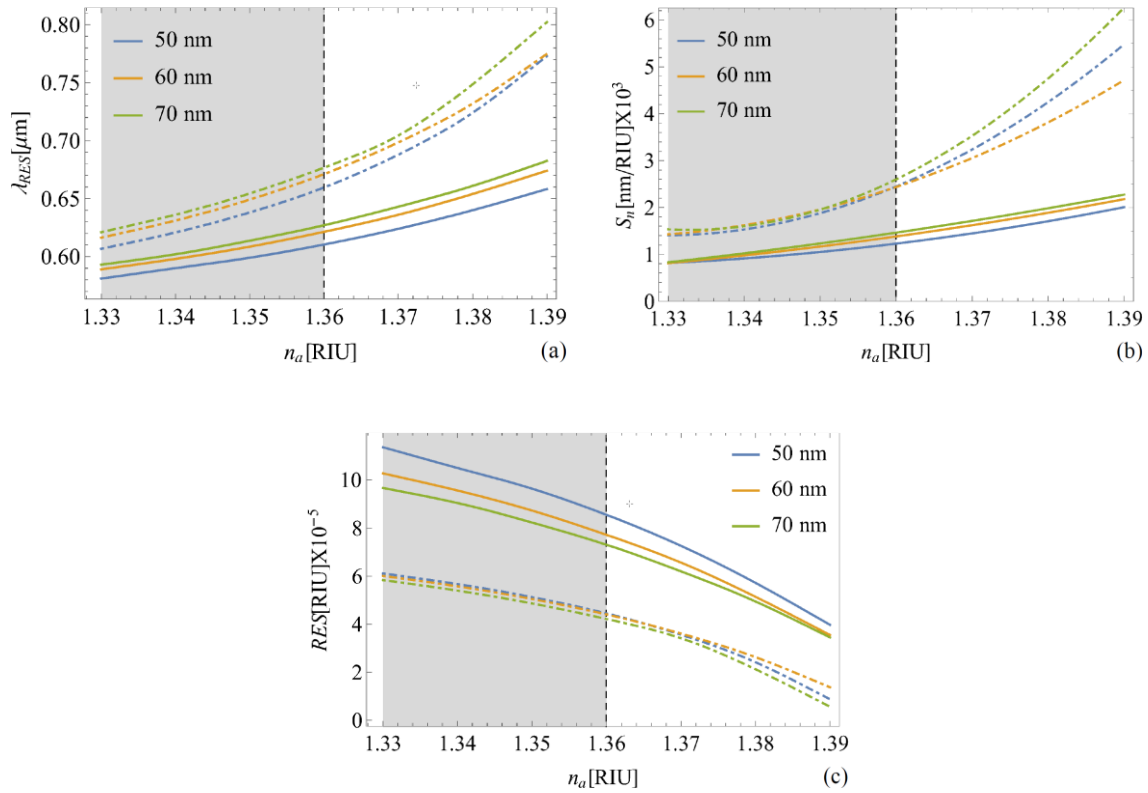 λRES[μm]
0.80
0.75
0.70
0.65
0.60
50 nm
60 nm
70 nm
1.33 1.34 1.35 1.36 1.37 1.38 1.39
na[RIU]
(a)
Sn[nm/RIU]X10³
6
5
4
3
2
1
0
50 nm
60 nm
70 nm
1.33 1.34 1.35 1.36 1.37 1.38 1.39
na[RIU]
(b)
RES[RIU]X10⁻⁵
10
8
6
4
2
0
50 nm
60 nm
70 nm
1.33 1.34 1.35 1.36 1.37 1.38 1.39
na[RIU]
(c)